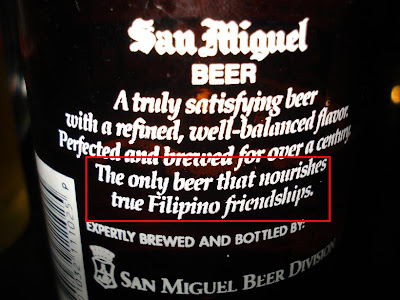 San Miguel
BEER
A truly satisfying beer
with a refined, well-balanced flavor.
Perfected and brewed for over a century.
The only beer that nourishes
true Filipino friendships.
EXPERTLY BREWED AND BOTTLED BY:
SAN MIGUEL BEER DIVISION